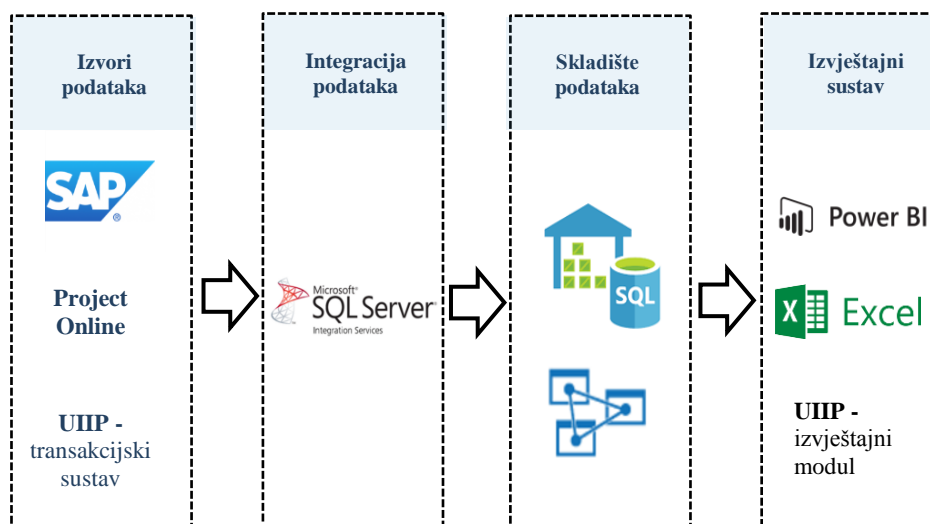 Izvori
podataka
Integracija
podataka
Skladište
podataka
Izvještajni
sustav
SAP®
Project
Online
UIIP -
transakcijski
sustav
Microsoft®
SQL Server®
Integration Services
SQL
Power BI
Excel
UIIP -
izvještajni
modul